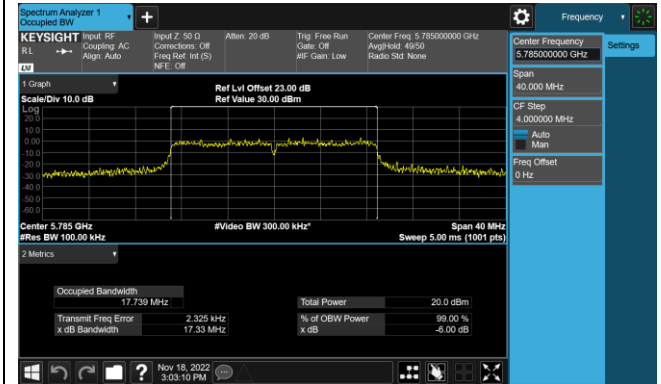 Spectrum Analyzer 1
Occupied BW
+
Frequency
KEYSIGHT
RL
LXI
Input: RF
Coupling: AC
Align: Auto
Input Z: 50 Ω
Corrections: Off
Freq Ref: Int (S)
NFE: Off
Atten: 20 dB
Trig: Free Run
Gate: Off
#IF Gain: Low
Center Freq: 5.785000000 GHz
Avg|Hold: 49/50
Radio Std: None
Center Frequency
5.785000000 GHz
Settings
Span
40.000 MHz
CF Step
4.000000 MHz
Auto
Man
Freq Offset
0 Hz
1 Graph
Scale/Div 10.0 dB
Ref Lvl Offset 23.00 dB
Ref Value 30.00 dBm
Log
20.0
10.0
0.00
-10.0
-20.0
-30.0
-40.0
-50.0
-60.0
Center 5.785 GHz
#Res BW 100.00 kHz
#Video BW 300.00 kHz*
Span 40 MHz
Sweep 5.00 ms (1001 pts)
2 Metrics
Occupied Bandwidth
17.739 MHz
Transmit Freq Error 2.325 kHz
x dB Bandwidth 17.33 MHz
Total Power 20.0 dBm
% of OBW Power 99.00 %
x dB -6.00 dB
?
Nov 18, 2022
3:03:10 PM